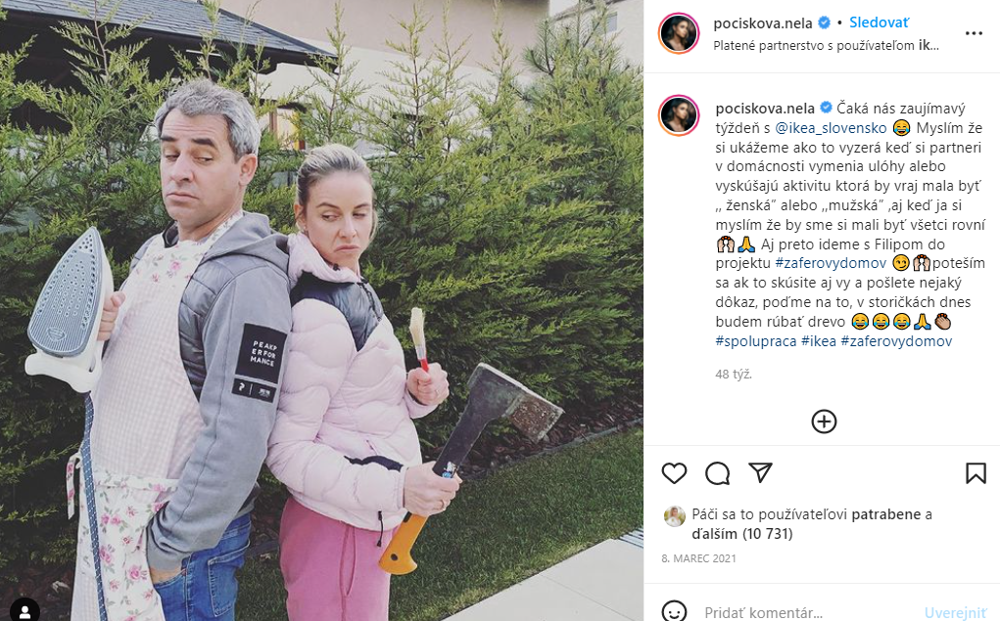 pociskova.nela • Sledovať
Platené partnerstvo s používateľom ik...
pociskova.nela Čaká nás zaujímavý
týždeň s @ikea_slovensko 😂 Myslím že
si ukážeme ako to vyzerá keď si partneri
v domácnosti vymenia ulóhy alebo
vyskúšajú aktivitu ktorá by vraj mala byť
,, ženská" alebo ,,mužská" ,aj keď ja si
myslím že by sme si mali byť všetci rovní
🙌🙏 Aj preto ideme s Filipom do
projektu #zaferovydomov 😏🙌poteším
sa ak to skúsite aj vy a pošlete nejaký
dôkaz, poďme na to, v storičkách dnes
budem rúbať drevo 😂😂😂🙏👏🏽
#spolupraca #ikea #zaferovydomov
48 týž.
Páči sa to používateľovi patrabene a
ďalším (10 731)
8. MAREC 2021
Pridať komentár... Uverejniť
PEAKP
ERFOR
MANCE